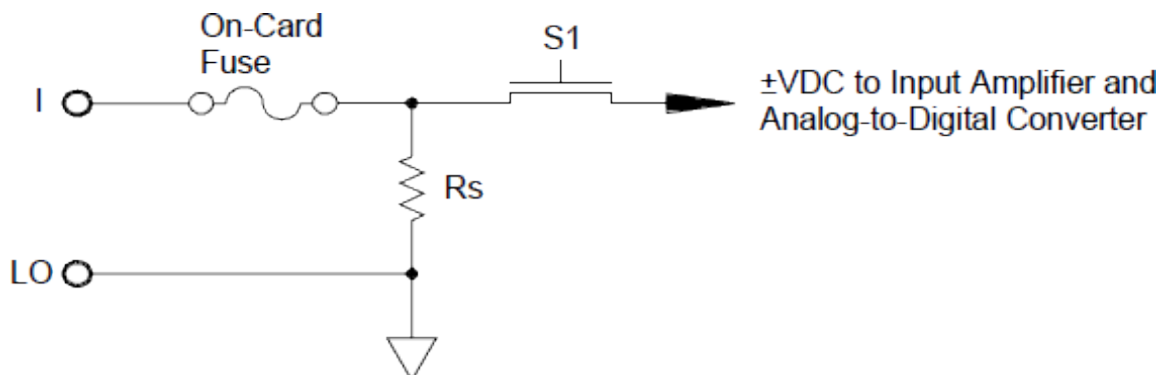 On-Card
Fuse
S1
I
±VDC to Input Amplifier and
Analog-to-Digital Converter
Rs
LO